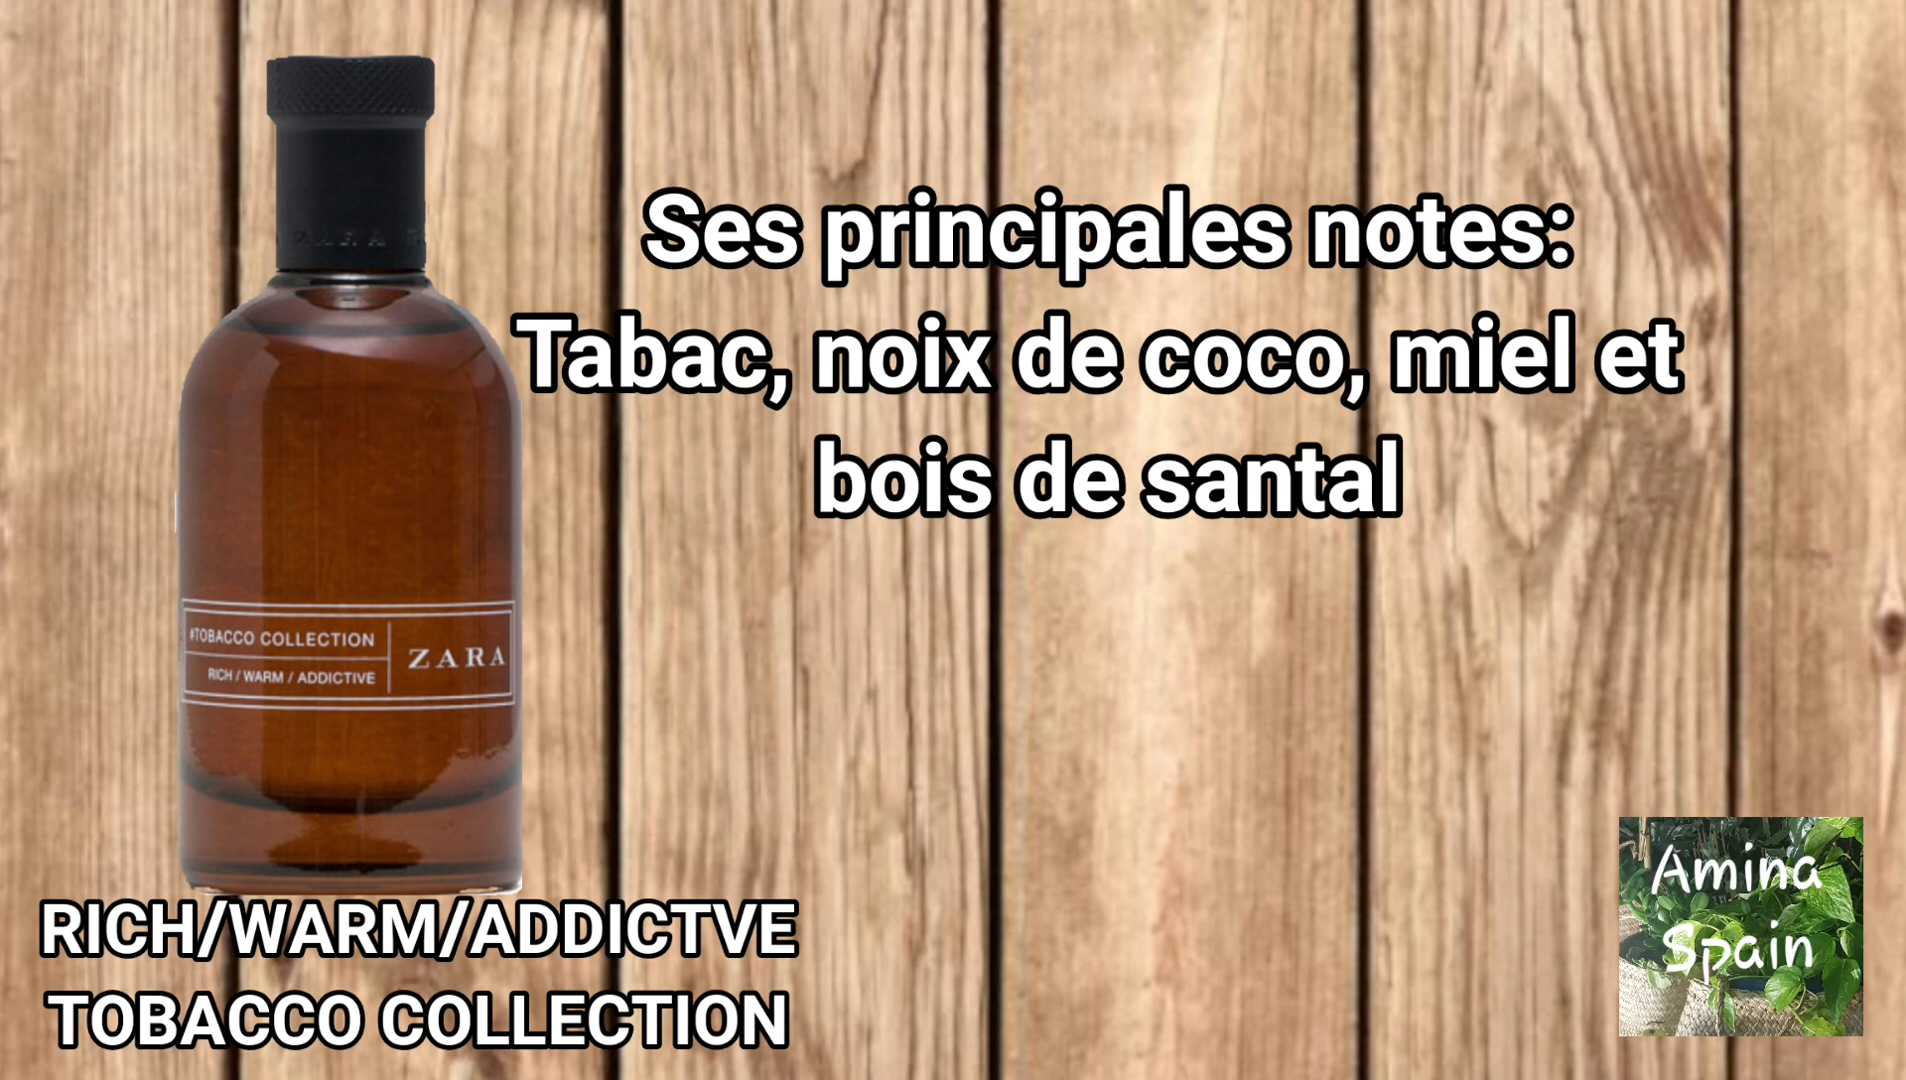 Ses principales notes:
Tabac, noix de coco, miel et
bois de santal
#TOBACCO COLLECTION
RICH / WARM / ADDICTIVE
ZARA
RICH/WARM/ADDICTVE
TOBACCO COLLECTION
Amina
Spain